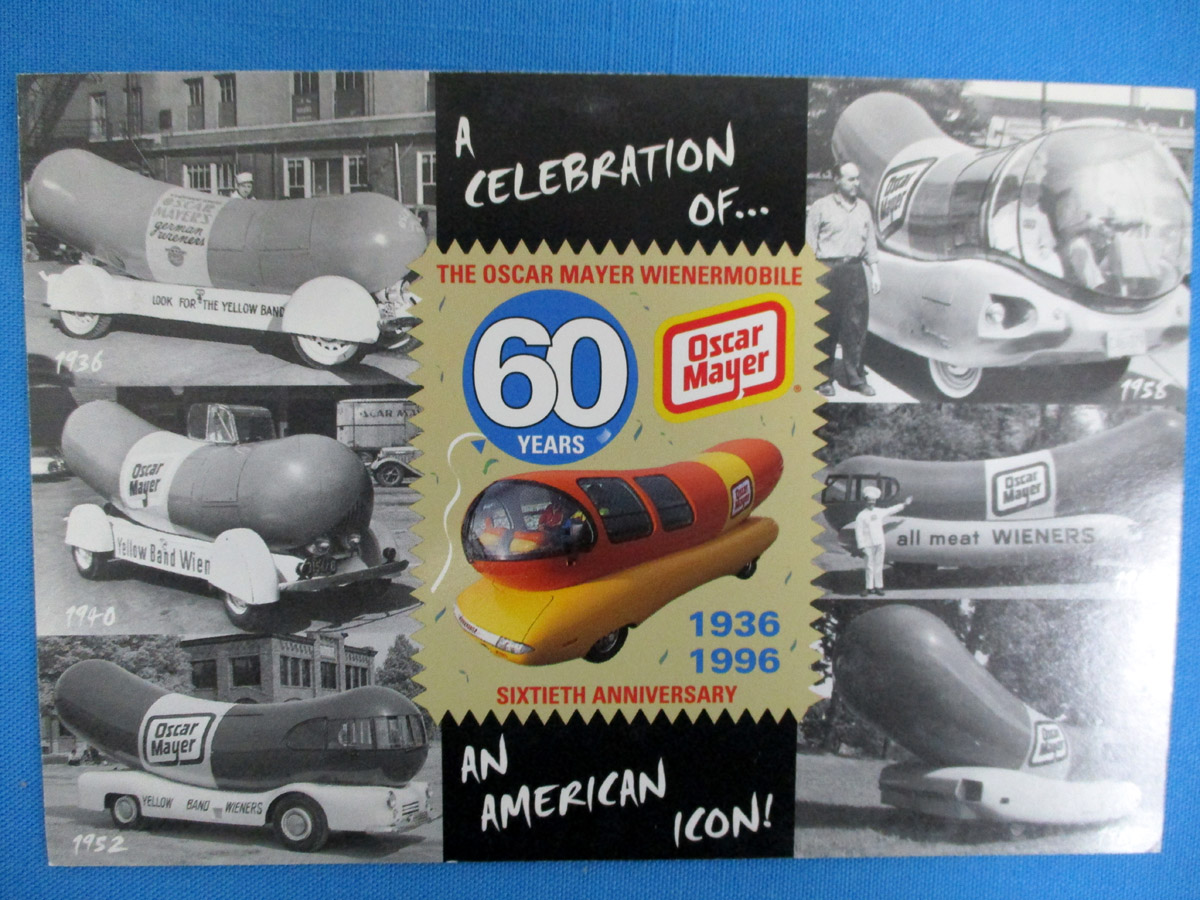 A
CELEBRATION
OF...
THE OSCAR MAYER WIENERMOBILE
60
YEARS
Oscar
Mayer
®
1936
1996
SIXTIETH ANNIVERSARY
AN
AMERICAN
ICON!
OSCAR
MAYER'S
german
wieners
LOOK FOR THE YELLOW BAND
1936
Oscar
Mayer
Yellow Band Wien
1940
Oscar
Mayer
YELLOW BAND WIENERS
1952
Oscar
Mayer
1958
Oscar
Mayer
all meat WIENERS
Oscar
Mayer